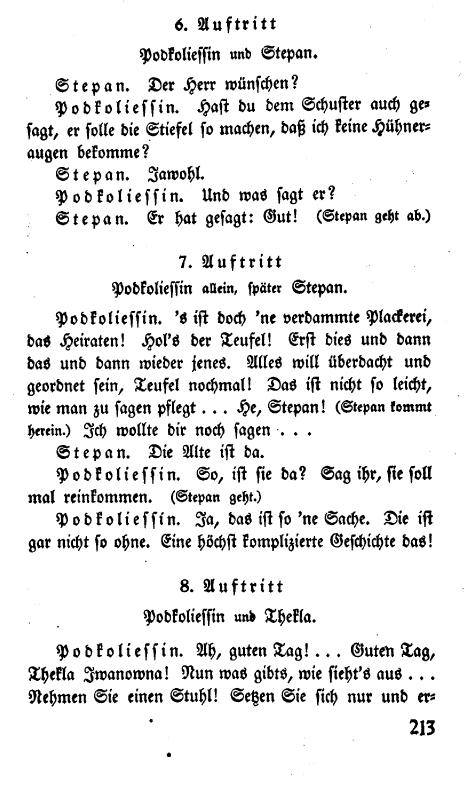 6. Auftritt
Podkoliessin und Stepan.
Stepan. Der Herr wünschen?
Podkoliessin. Hast du dem Schuster auch ge-
sagt, er solle die Stiefel so machen, daß ich keine Hühner-
augen bekomme?
Stepan. Jawohl.
Podkoliessin. Und was sagt er?
Stepan. Er hat gesagt: Gut! (Stepan geht ab.)
7. Auftritt
Podkoliessin allein, später Stepan.
Podkoliessin. 's ist doch 'ne verdammte Plackerei,
das Heiraten! Hol's der Teufel! Erst dies und dann
das und dann wieder jenes. Alles will überdacht und
geordnet sein, Teufel nochmal! Das ist nicht so leicht,
wie man zu sagen pflegt ... He, Stepan! (Stepan kommt
herein.) Ich wollte dir noch sagen ...
Stepan. Die Alte ist da.
Podkoliessin. So, ist sie da? Sag ihr, sie soll
mal reinkommen. (Stepan geht.)
Podkoliessin. Ja, das ist so 'ne Sache. Die ist
gar nicht so ohne. Eine höchst komplizierte Geschichte das!
8. Auftritt
Podkoliessin und Thekla.
Podkoliessin. Ah, guten Tag! ... Guten Tag,
Thekla Iwanowna! Nun was gibts, wie sieht's aus ...
Nehmen Sie einen Stuhl! Setzen Sie sich nur und er-
213